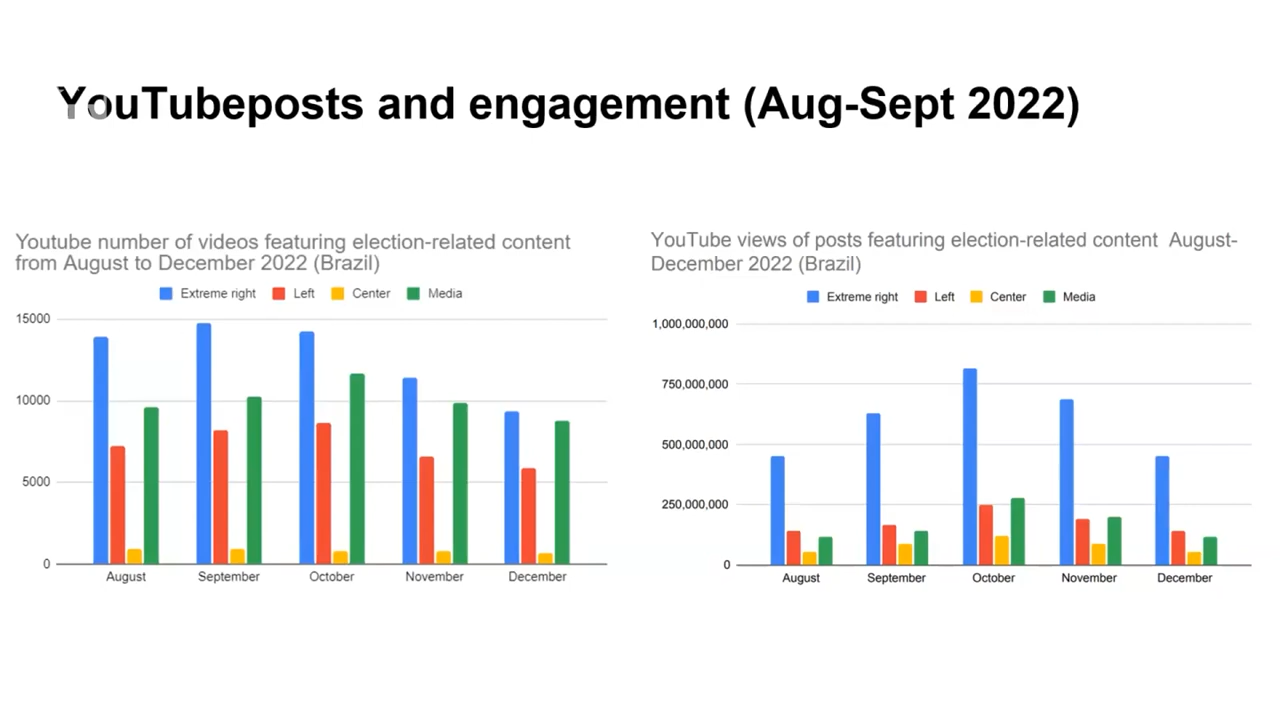 YouTubeposts and engagement (Aug-Sept 2022)
Youtube number of videos featuring election-related content
from August to December 2022 (Brazil)
Extreme right Left Center Media
15000
10000
5000
0
August September October November December
YouTube views of posts featuring election-related content August-
December 2022 (Brazil)
Extreme right Left Center Media
1,000,000,000
750,000,000
500,000,000
250,000,000
0
August September October November December